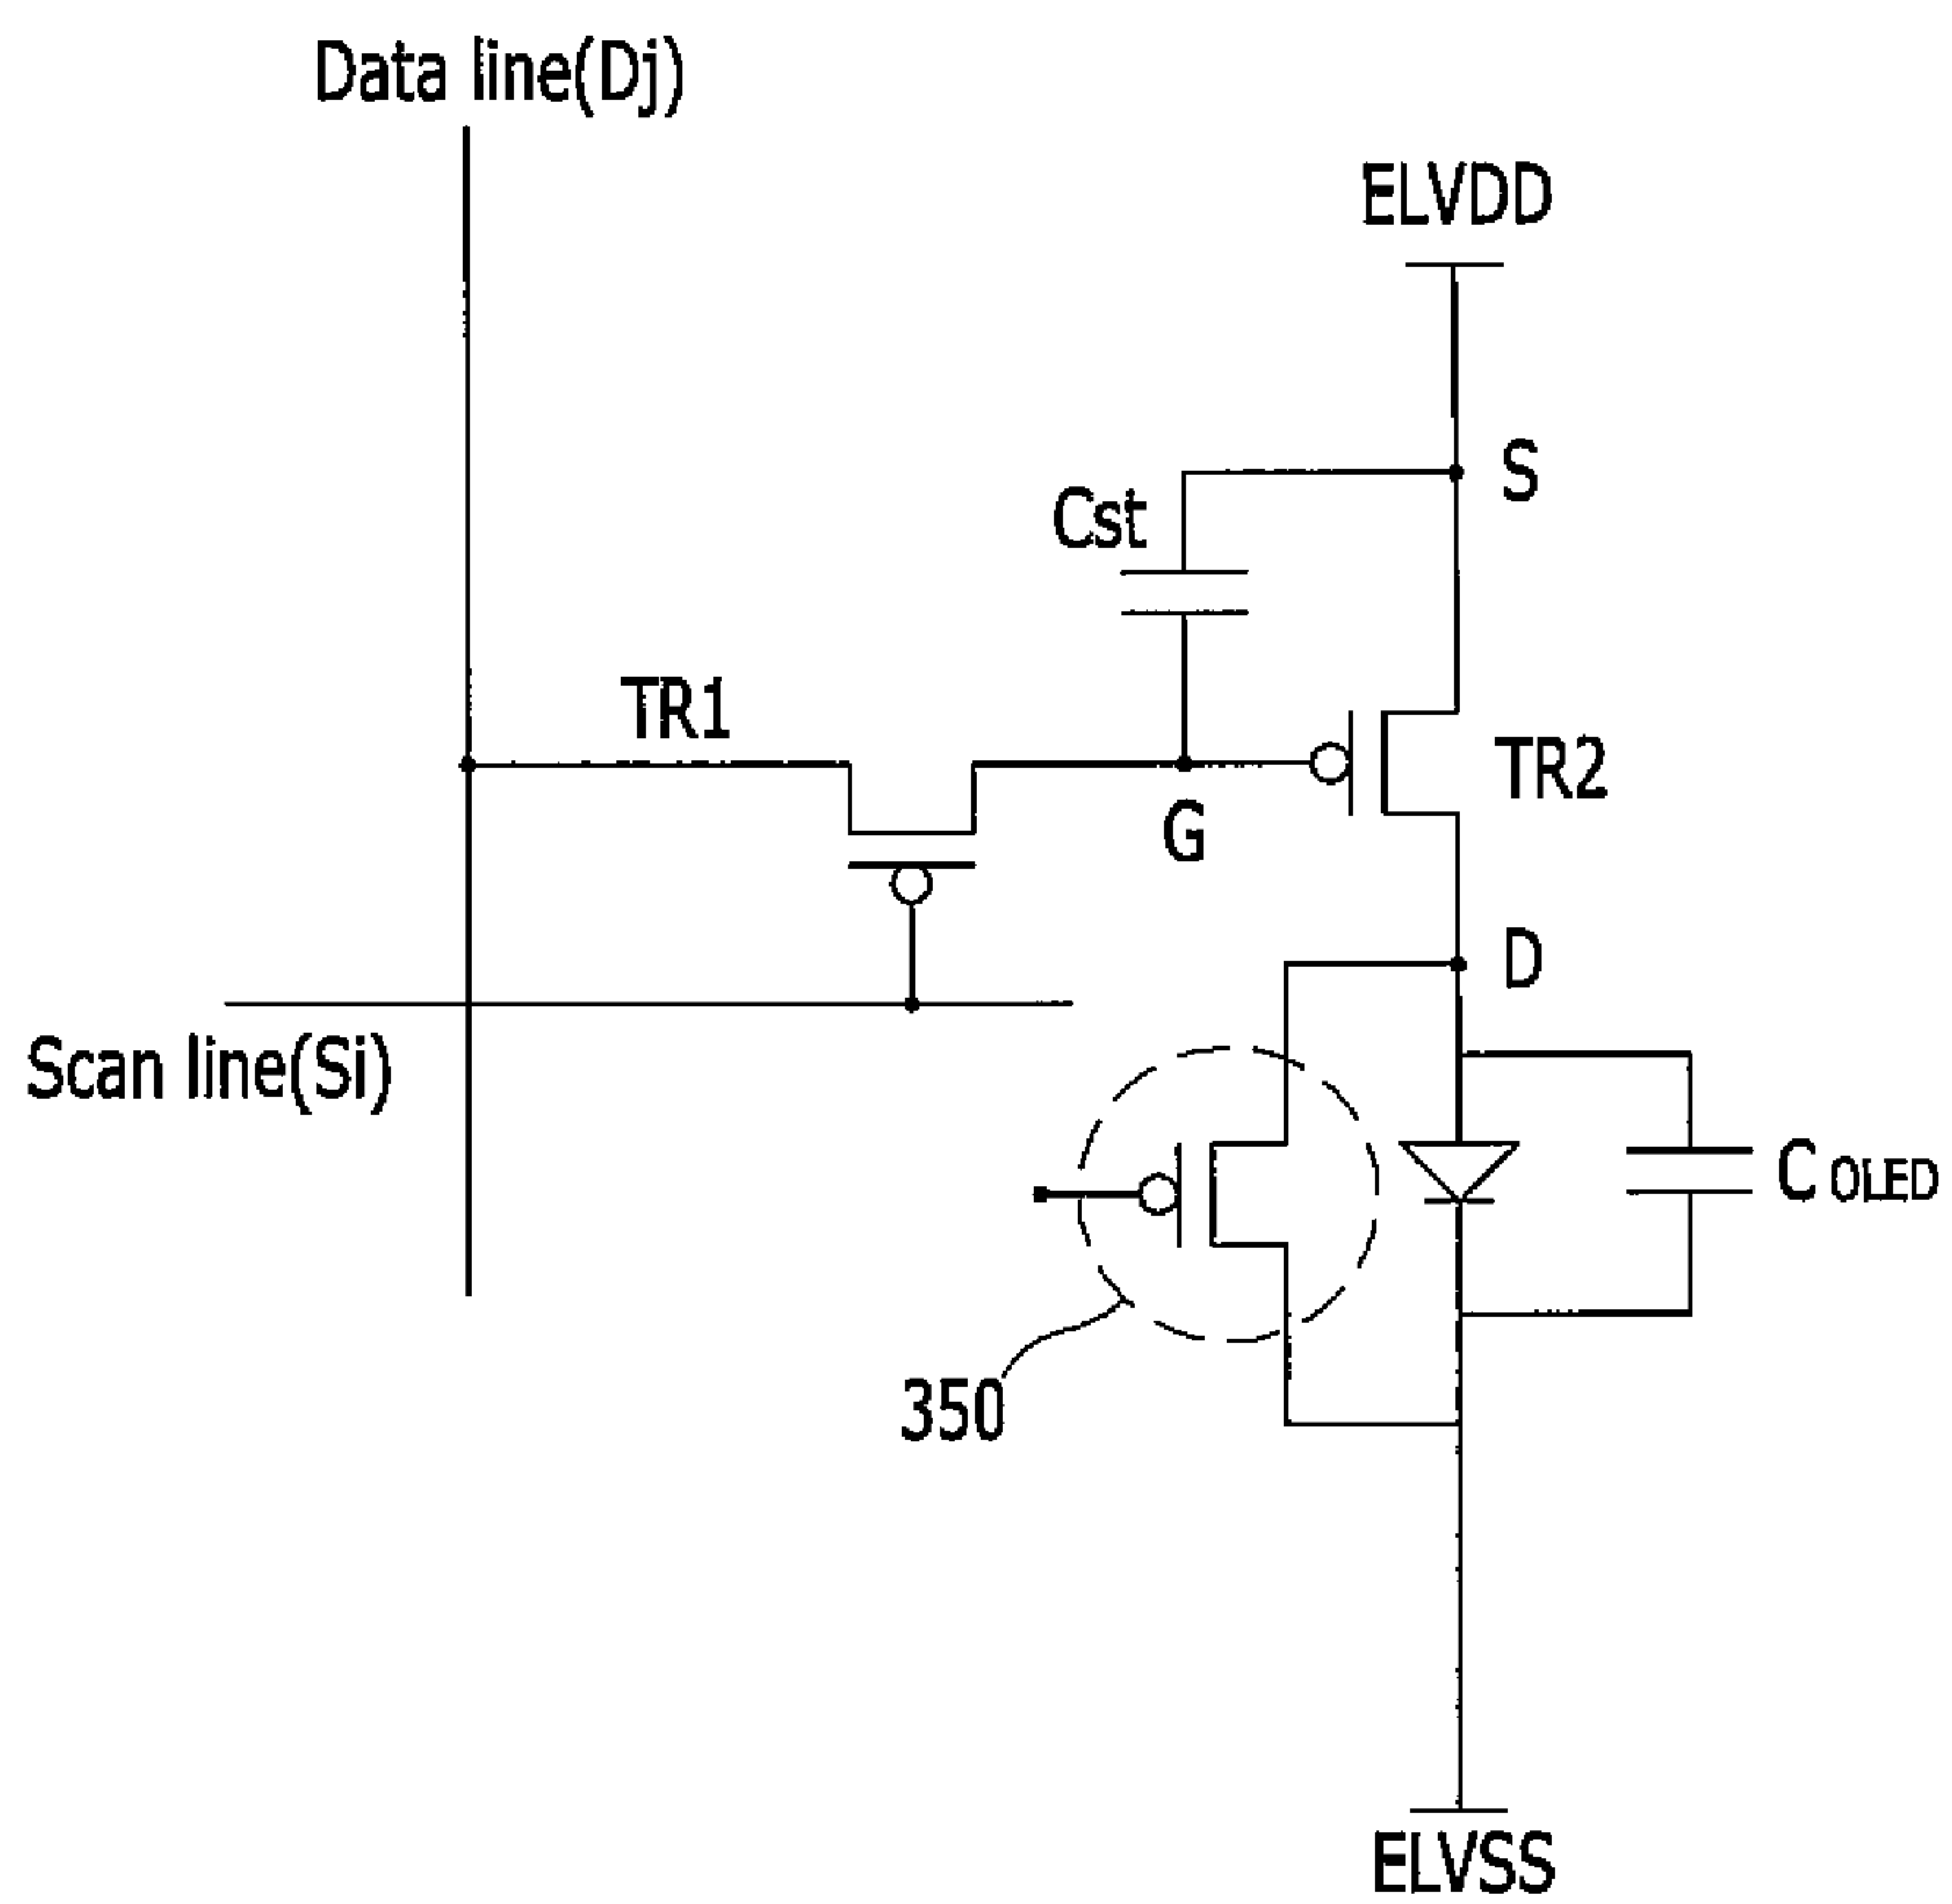 Data line(Dj)
ELVDD
S
Cst
TR1
TR2
G
D
Scan line(Si)
C OLED
350
ELVSS